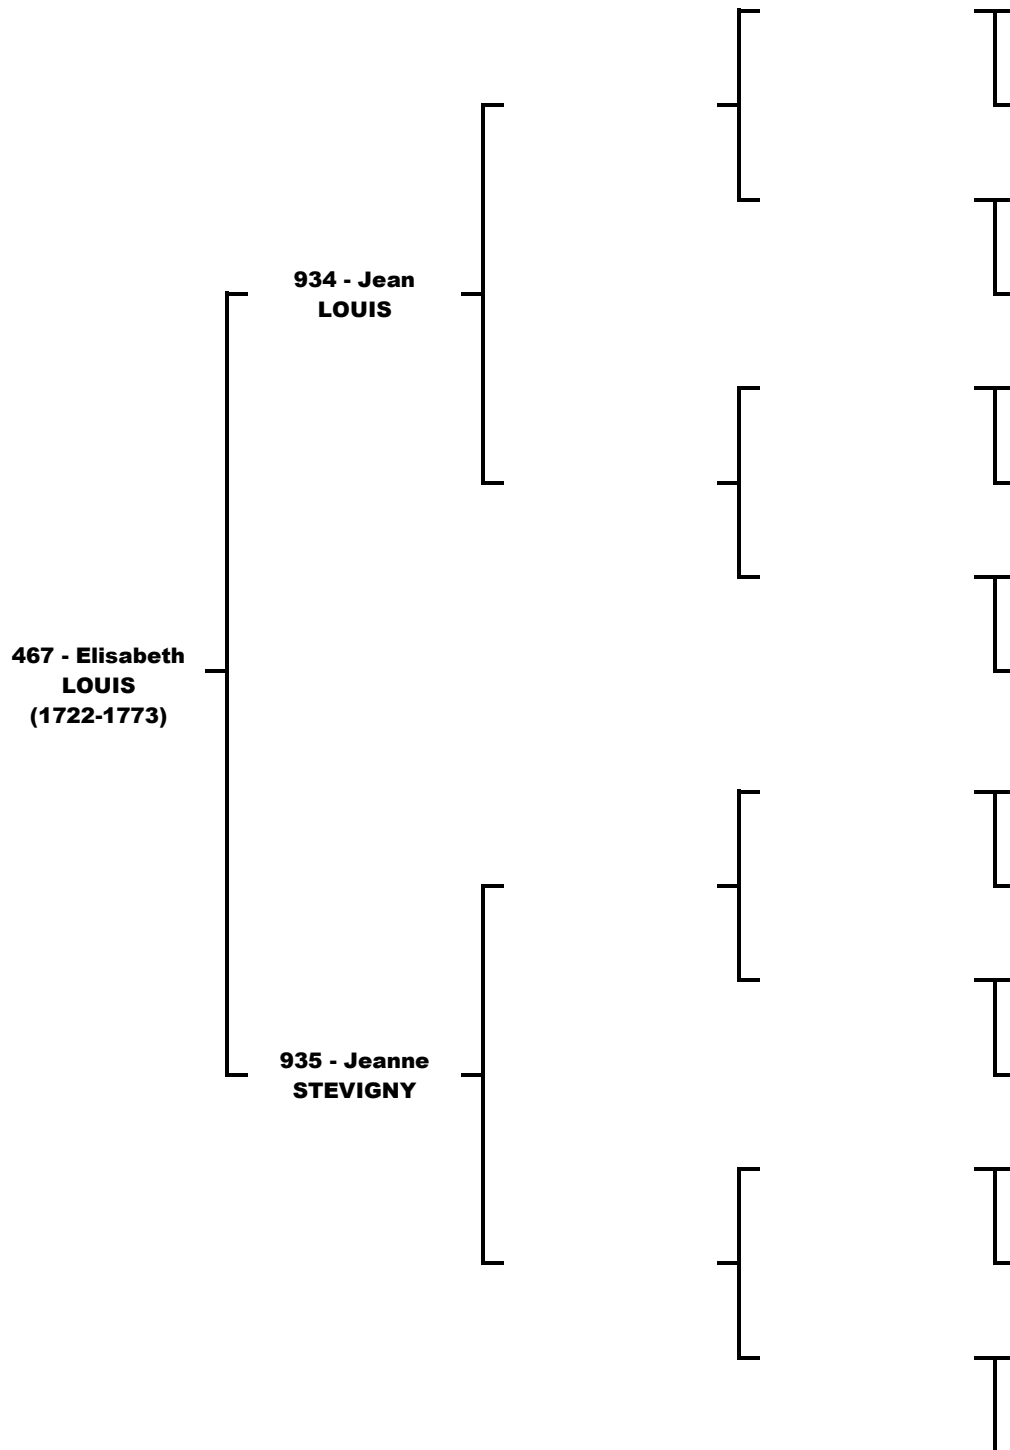 934 - Jean
LOUIS
467 - Elisabeth
LOUIS
(1722-1773)
935 - Jeanne
STEVIGNY